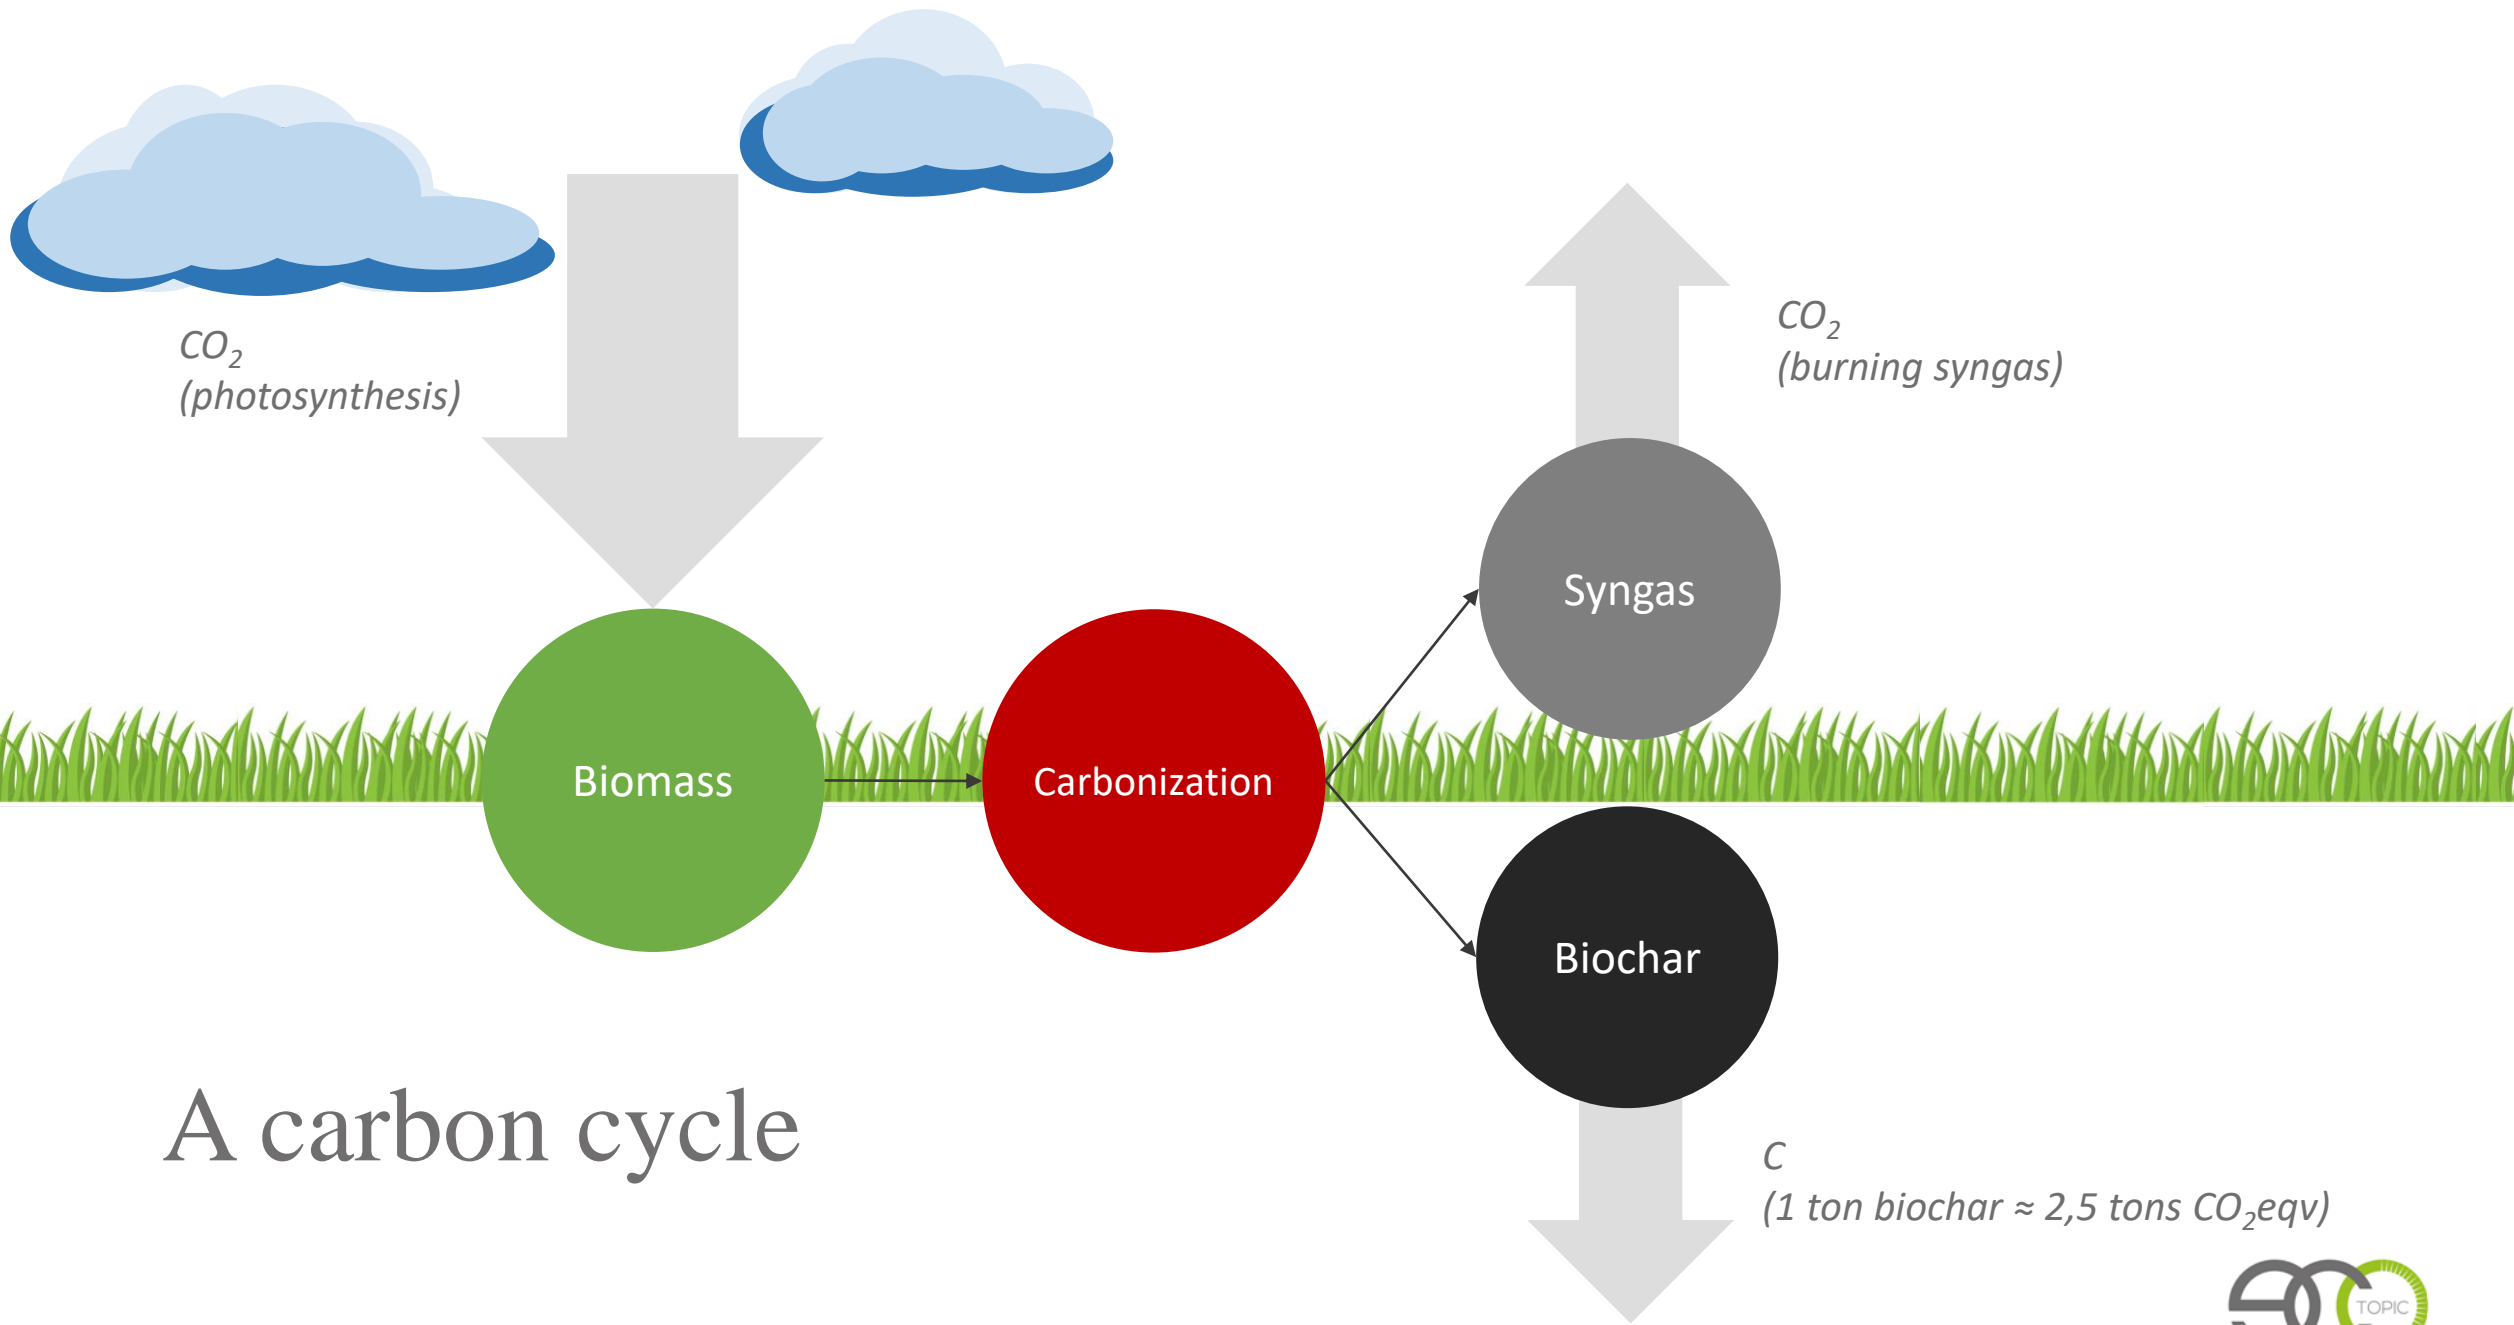 CO₂
(photosynthesis)
CO₂
(burning syngas)
Syngas
Biomass
Carbonization
Biochar
A carbon cycle
C
(1 ton biochar ≈ 2,5 tons CO₂eqv)
TOPIC